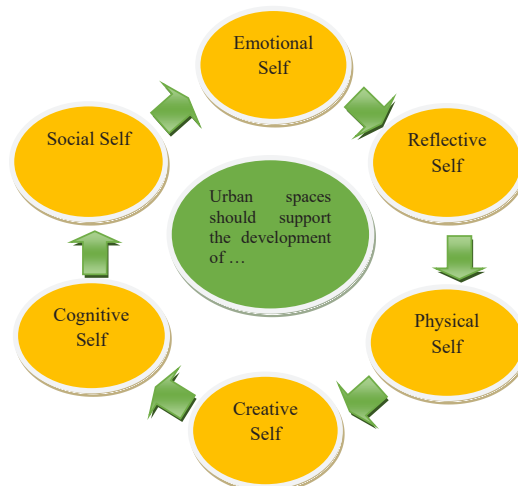 Emotional
Self
Reflective
Self
Physical
Self
Creative
Self
Cognitive
Self
Social Self
Urban spaces
should support
the development
of …